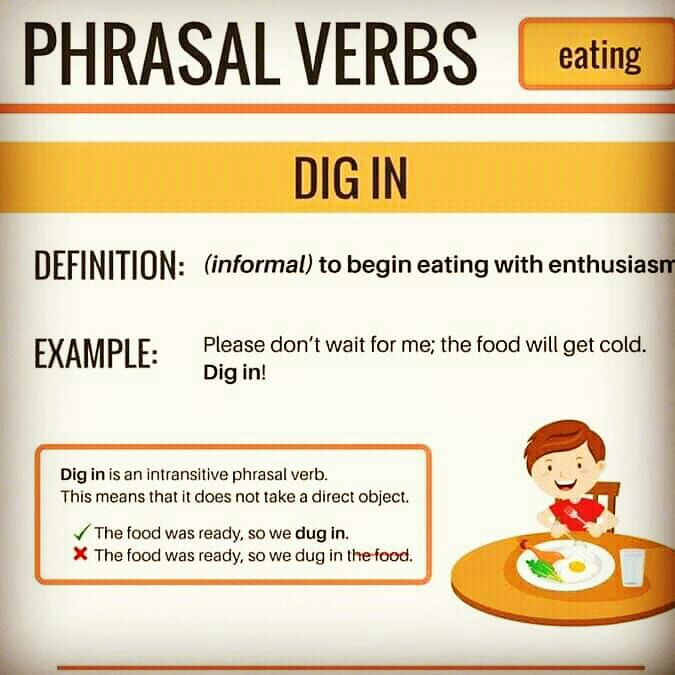 PHRASAL VERBS
eating
DIG IN
DEFINITION: (informal) to begin eating with enthusiasm
EXAMPLE: Please don’t wait for me; the food will get cold.
Dig in!
Dig in is an intransitive phrasal verb.
This means that it does not take a direct object.
✓ The food was ready, so we dug in.
✗ The food was ready, so we dug in the food.